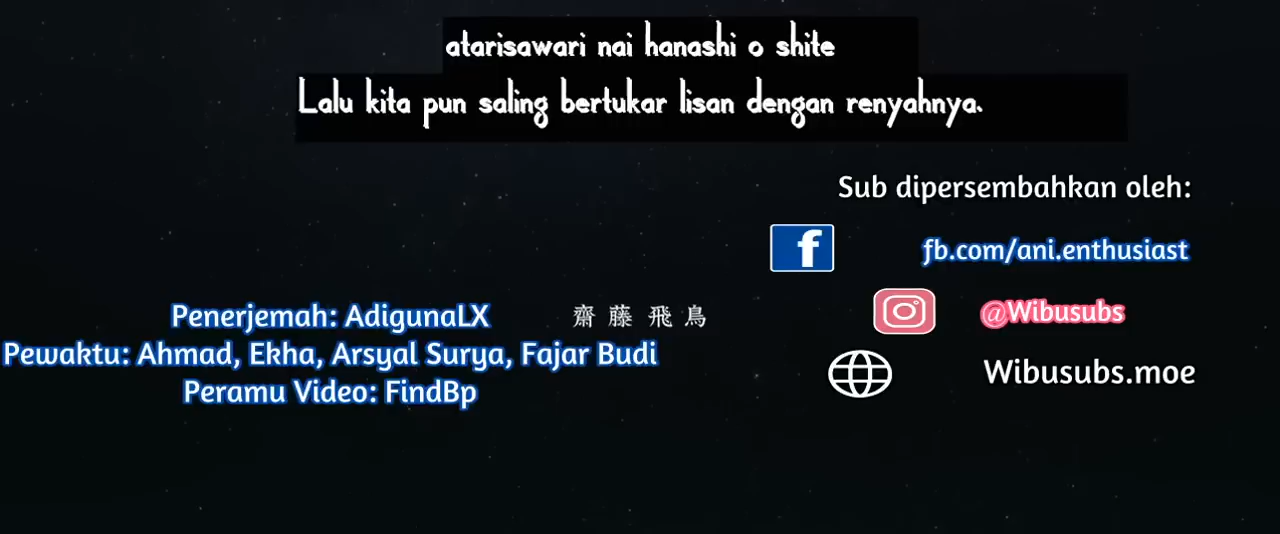 atarisawari nai hanashi o shite
Lalu kita pun saling bertukar lisan dengan renyahnya.
Sub dipersembahkan oleh:
fb.com/ani.enthusiast
@Wibusubs
Wibusubs.moe
Penerjemah: AdigunaLX
齋藤飛鳥
Pewaktu: Ahmad, Ekha, Arsyal Surya, Fajar Budi
Peramu Video: FindBp